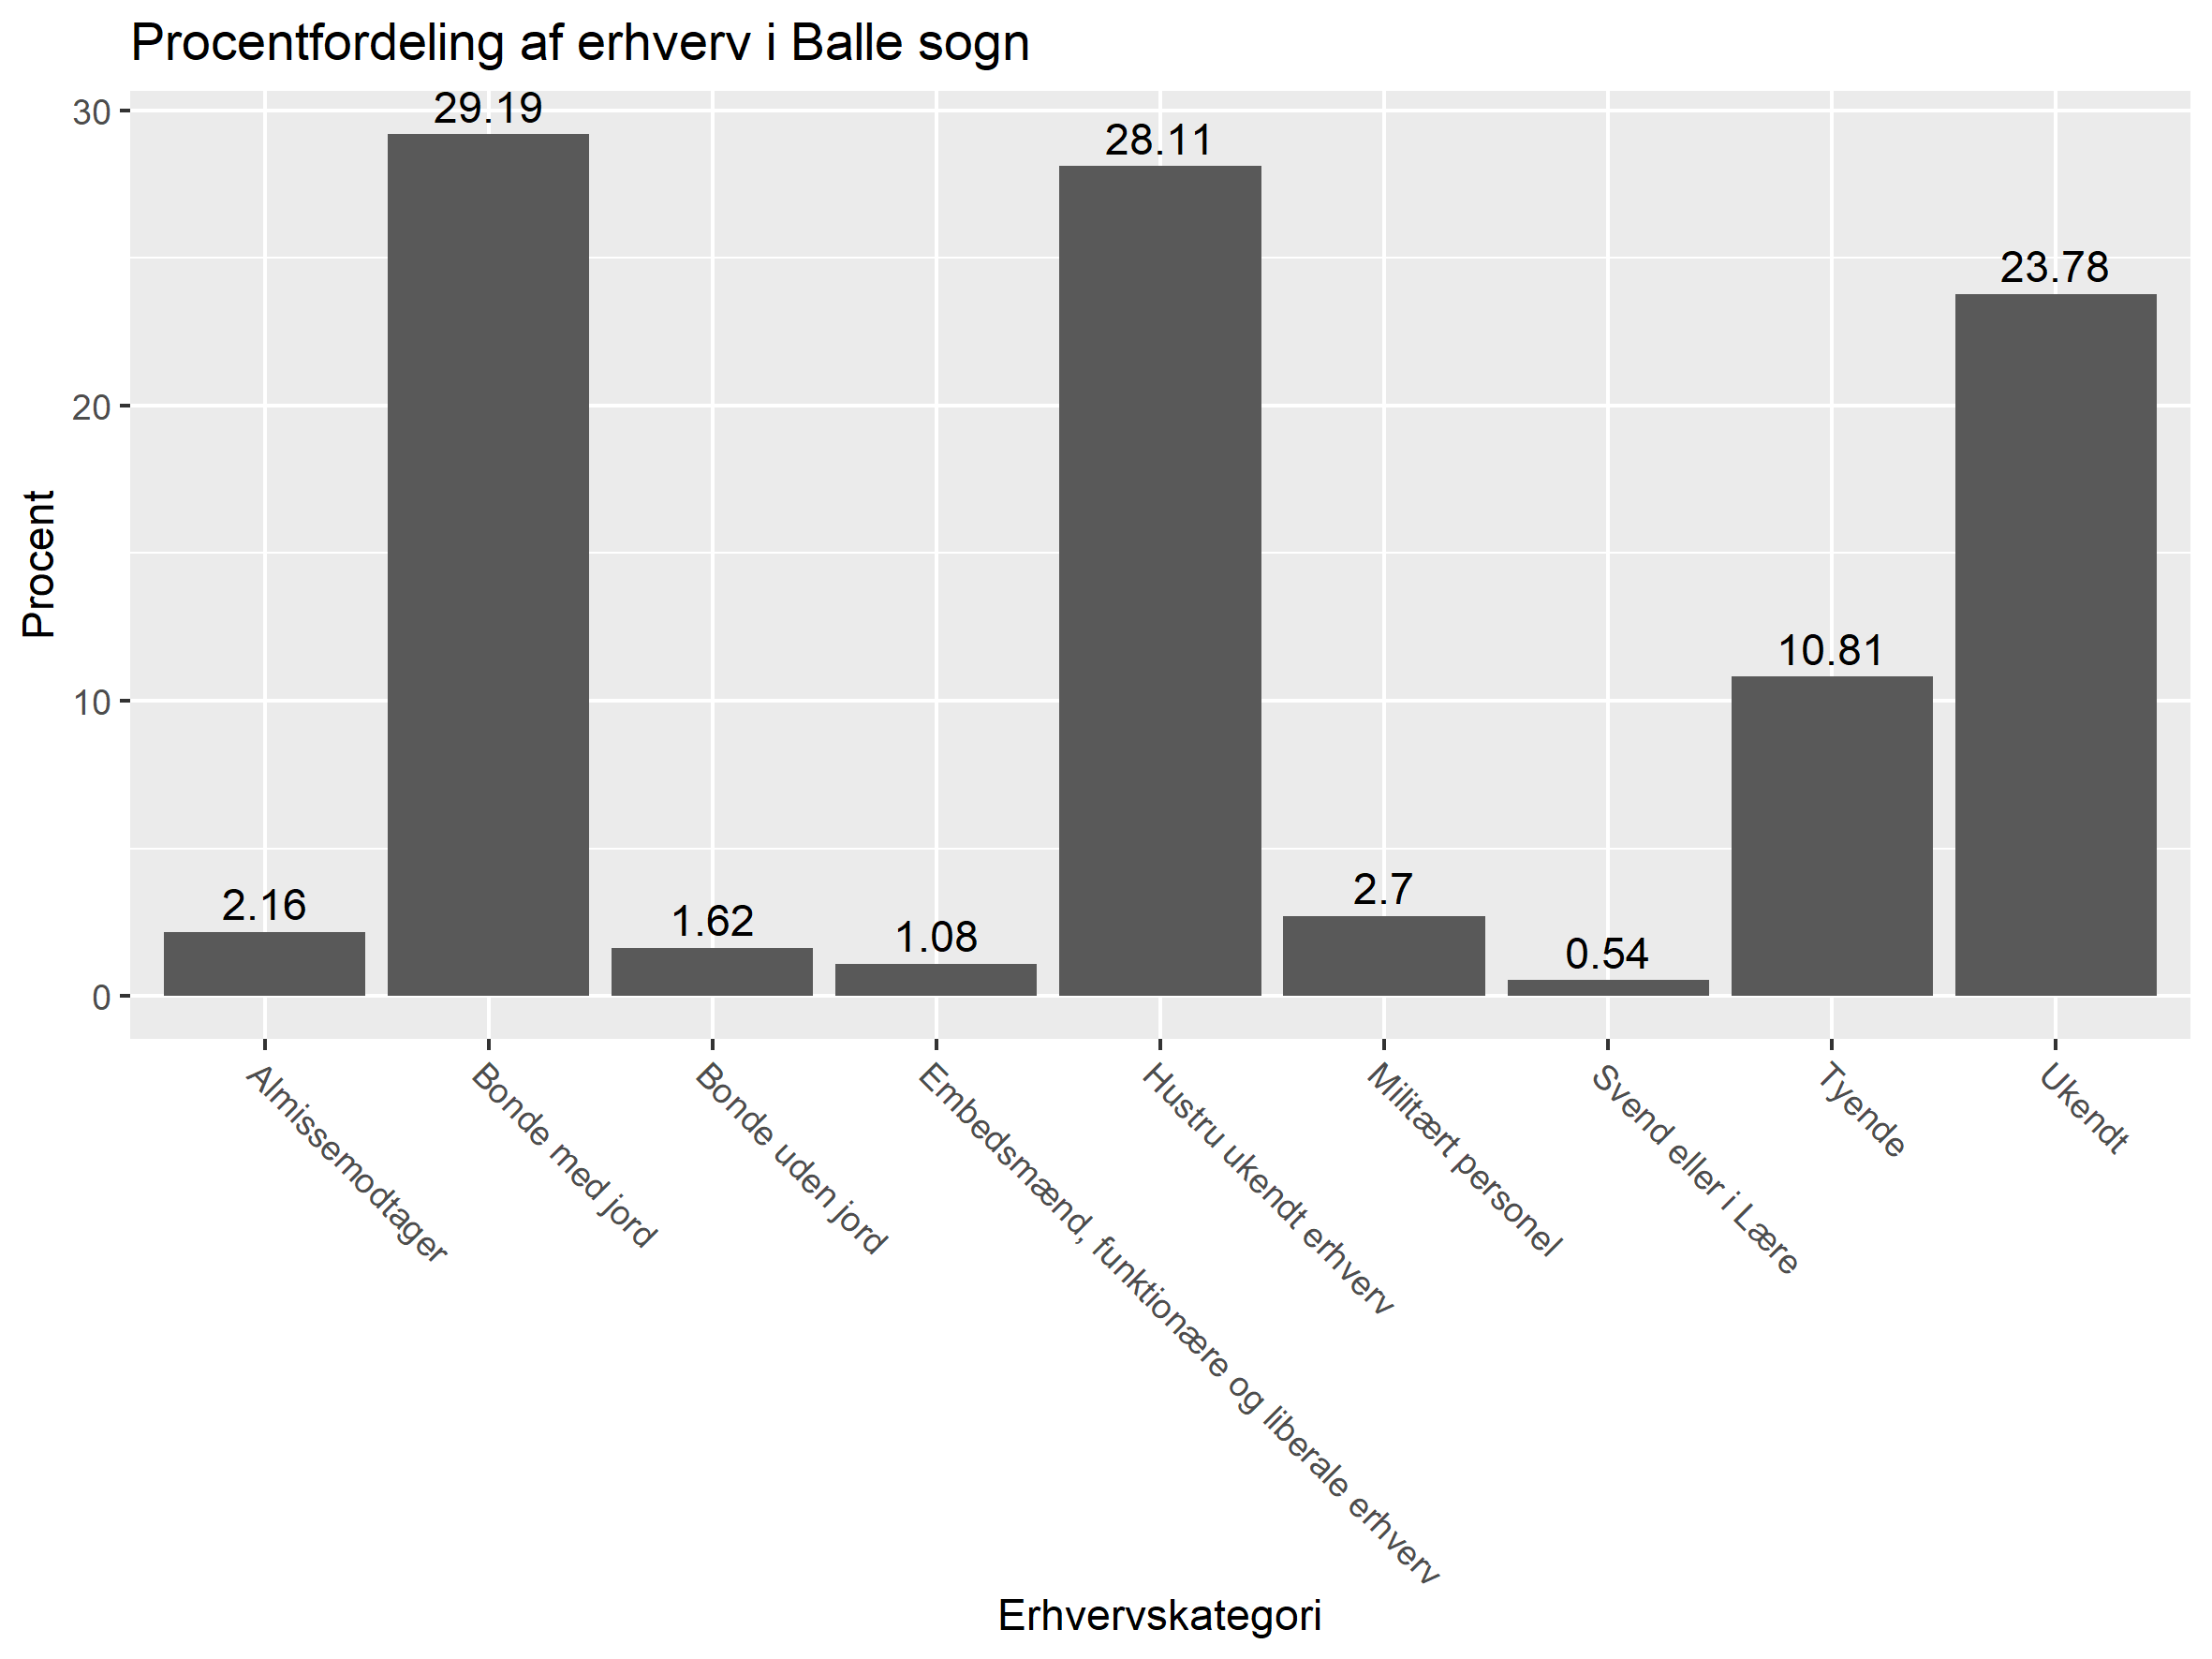 Procentfordeling af erhverv i Balle sogn
Procent
30
20
10
0
2.16
29.19
1.62
1.08
28.11
2.7
0.54
10.81
23.78
Almissemodtager
Bonde med jord
Bonde uden jord
Embedsmænd, funktionære og liberale erhverv
Hustru ukendt erhverv
Militært personel
Svend eller i Lære
Tyende
Ukendt
Erhvervskategori